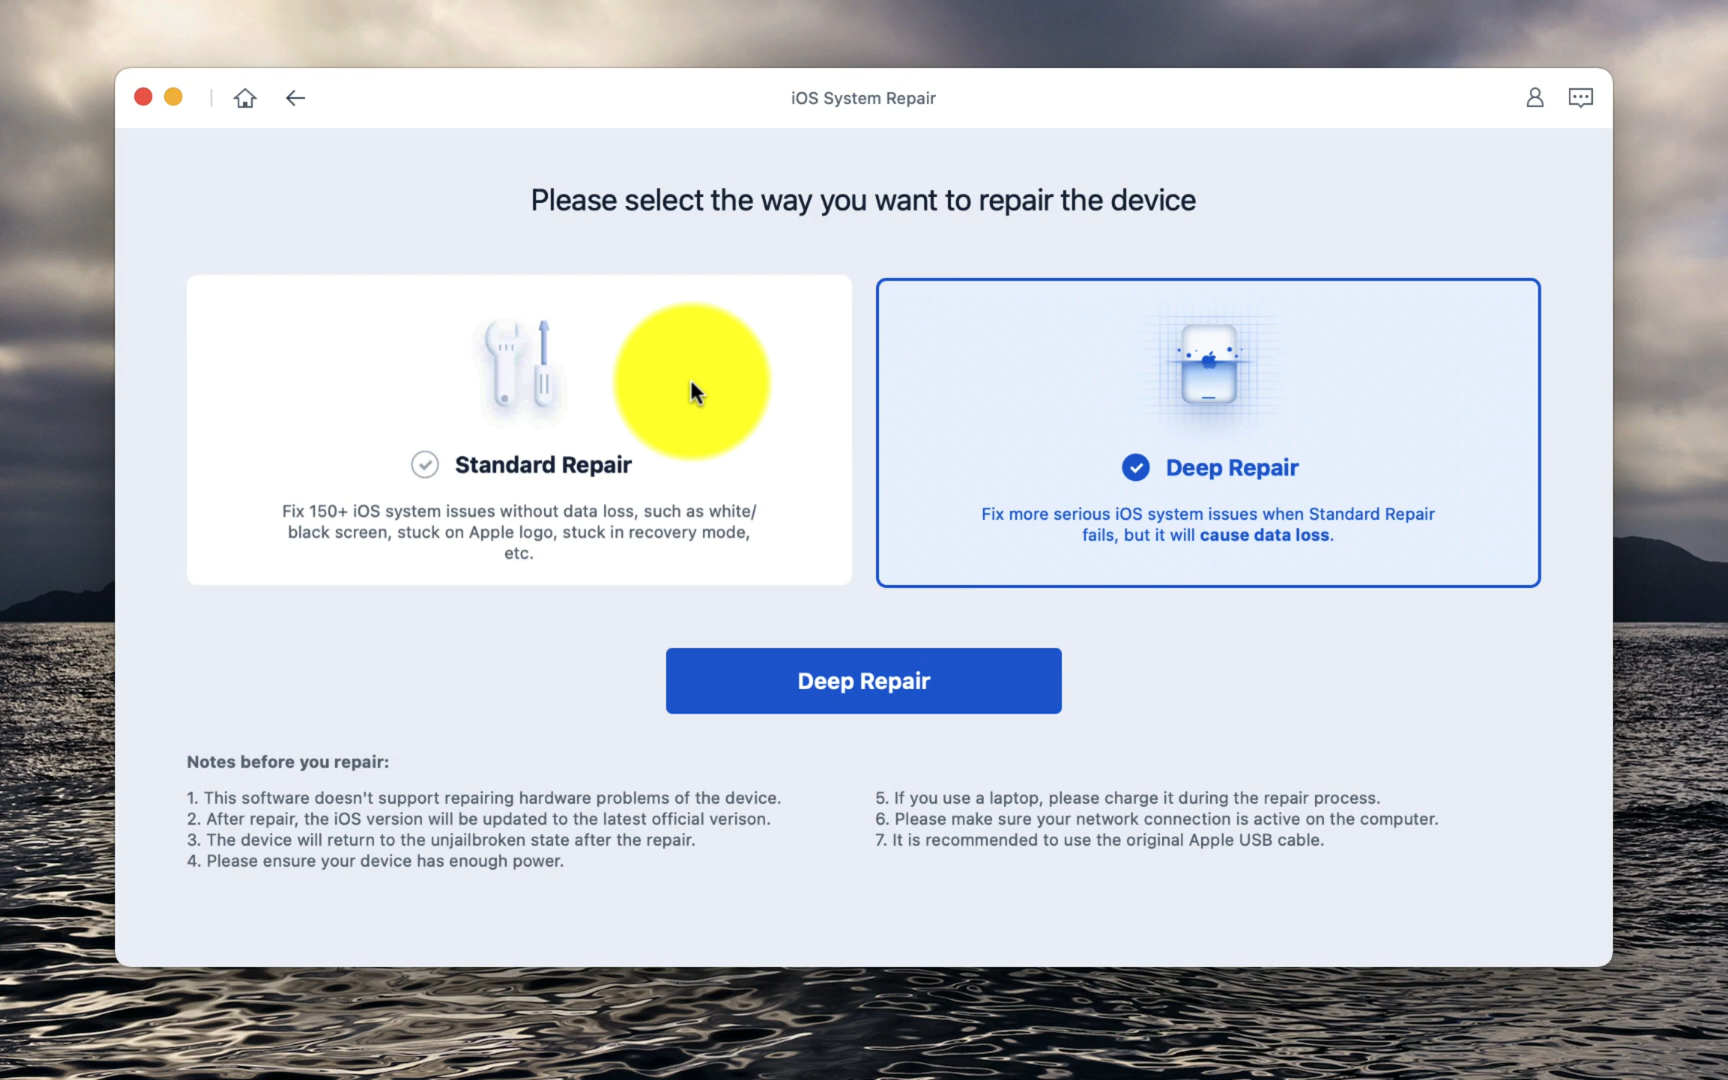 iOS System Repair
Please select the way you want to repair the device
Standard Repair
Fix 150+ iOS system issues without data loss, such as white/
black screen, stuck on Apple logo, stuck in recovery mode,
etc.
Deep Repair
Fix more serious iOS system issues when Standard Repair
fails, but it will cause data loss.
Deep Repair
Notes before you repair:
1. This software doesn't support repairing hardware problems of the device.
2. After repair, the iOS version will be updated to the latest official verison.
3. The device will return to the unjailbroken state after the repair.
4. Please ensure your device has enough power.
5. If you use a laptop, please charge it during the repair process.
6. Please make sure your network connection is active on the computer.
7. It is recommended to use the original Apple USB cable.